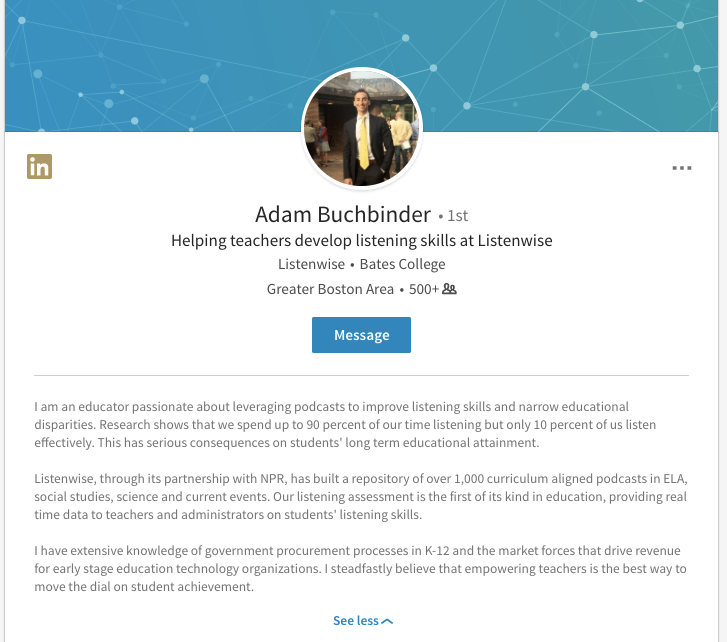 in
Adam Buchbinder • 1st
Helping teachers develop listening skills at Listenwise
Listenwise • Bates College
Greater Boston Area • 500+
Message
I am an educator passionate about leveraging podcasts to improve listening skills and narrow educational
disparities. Research shows that we spend up to 90 percent of our time listening but only 10 percent of us listen
effectively. This has serious consequences on students' long term educational attainment.
Listenwise, through its partnership with NPR, has built a repository of over 1,000 curriculum aligned podcasts in ELA,
social studies, science and current events. Our listening assessment is the first of its kind in education, providing real
time data to teachers and administrators on students' listening skills.
I have extensive knowledge of government procurement processes in K-12 and the market forces that drive revenue
for early stage education technology organizations. I steadfastly believe that empowering teachers is the best way to
move the dial on student achievement.
See less